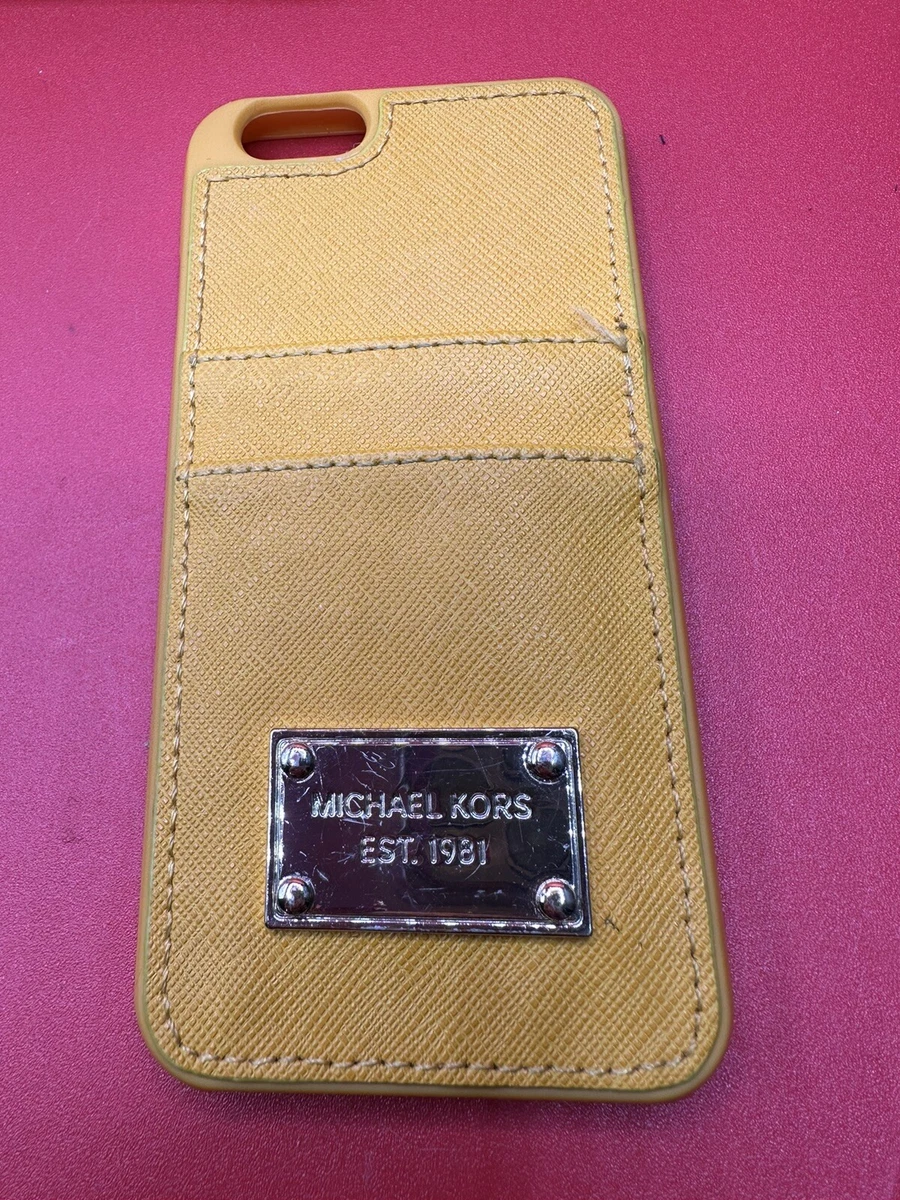 MICHAEL KORS
EST. 1981